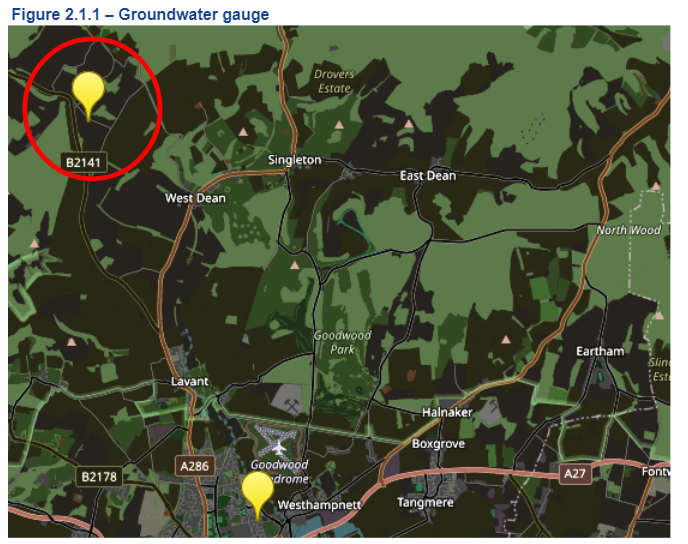 Figure 2.1.1 – Groundwater gauge
Drovers
Estate
B2141
Singleton
East Dean
West Dean
North Wood
Goodwood
Park
Eartham
Lavant
Halnaker
Boxgrove
A286
Goodwood
B2178
A27
Westhampnett
Tangmere